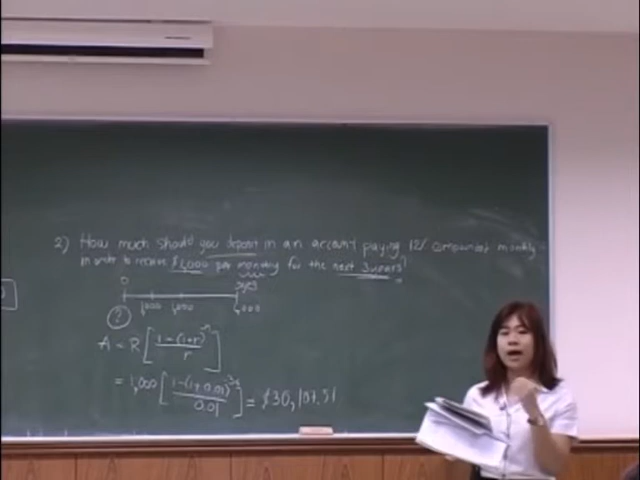 2) How much should you deposit in an account paying 12% compounded monthly
in order to receive $1,000 per month for the next 3 years?
0 3yrs
1,000 1,000 1,000
?
A = R [ 1-(1+r)^-n / r ]
= 1,000 [ 1-(1+0.01)^-36 / 0.01 ] = $30,107.51